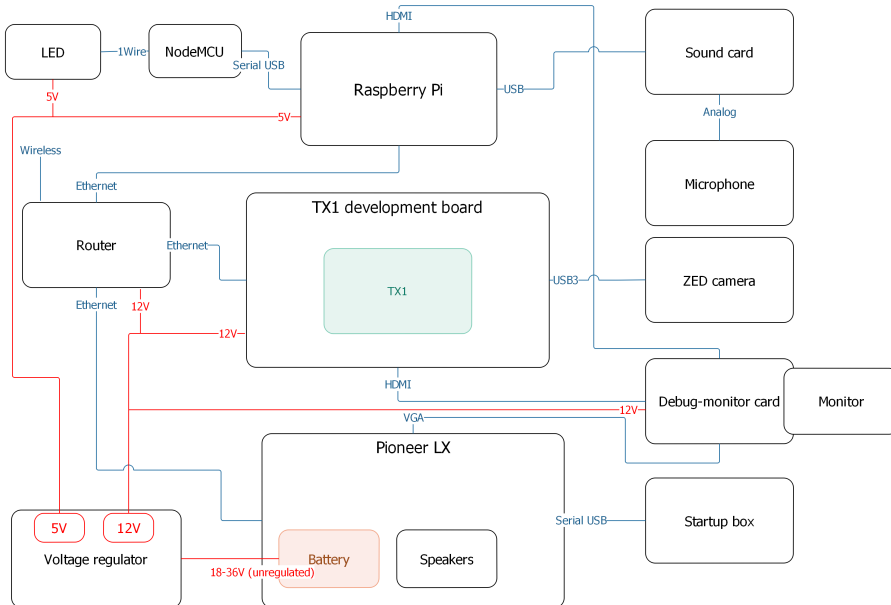 HDMI
LED
1Wire
NodeMCU
Serial USB
Raspberry Pi
USB
Sound card
5V
5V
Analog
Wireless
Ethernet
Microphone
TX1 development board
Router
Ethernet
ZED camera
USB3
TX1
Ethernet
12V
12V
HDMI
Debug-monitor card
Monitor
12V
VGA
Pioneer LX
5V
12V
Serial USB
Startup box
Voltage regulator
Battery
Speakers
18-36V (unregulated)